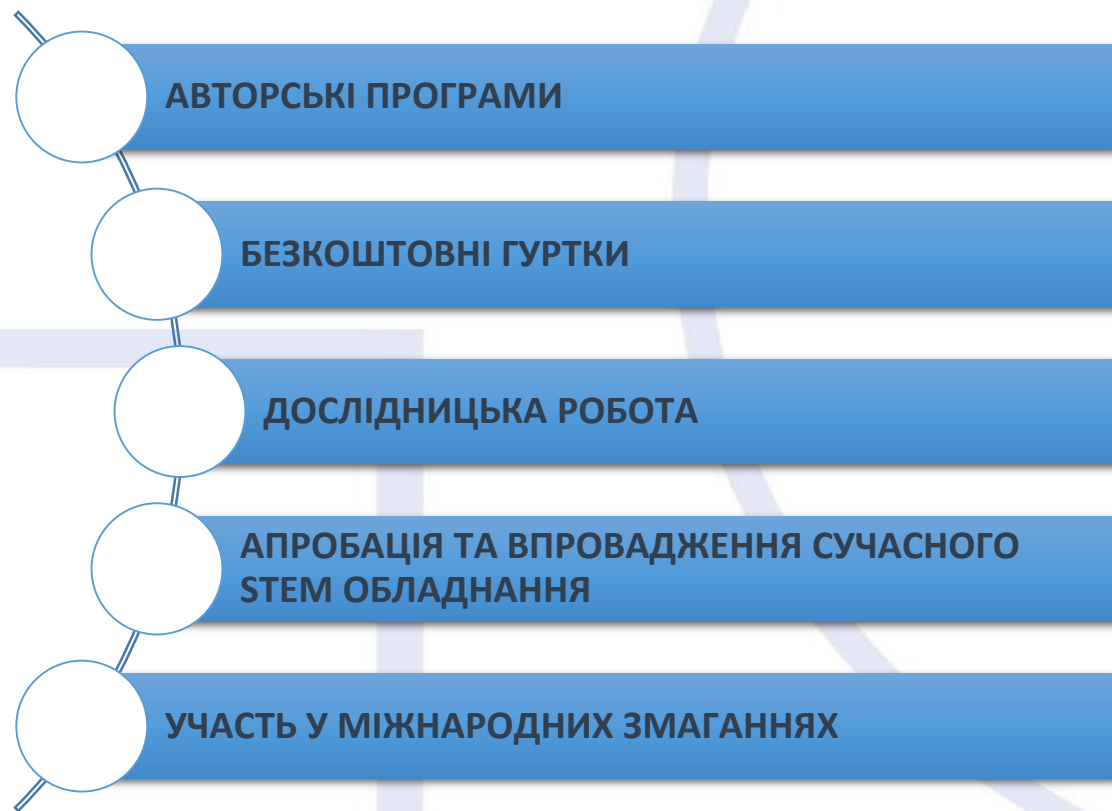 АВТОРСЬКІ ПРОГРАМИ
БЕЗКОШТОВНІ ГУРТКИ
ДОСЛІДНИЦЬКА РОБОТА
АПРОБАЦІЯ ТА ВПРОВАДЖЕННЯ СУЧАСНОГО
STEM ОБЛАДНАННЯ
УЧАСТЬ У МІЖНАРОДНИХ ЗМАГАННЯХ